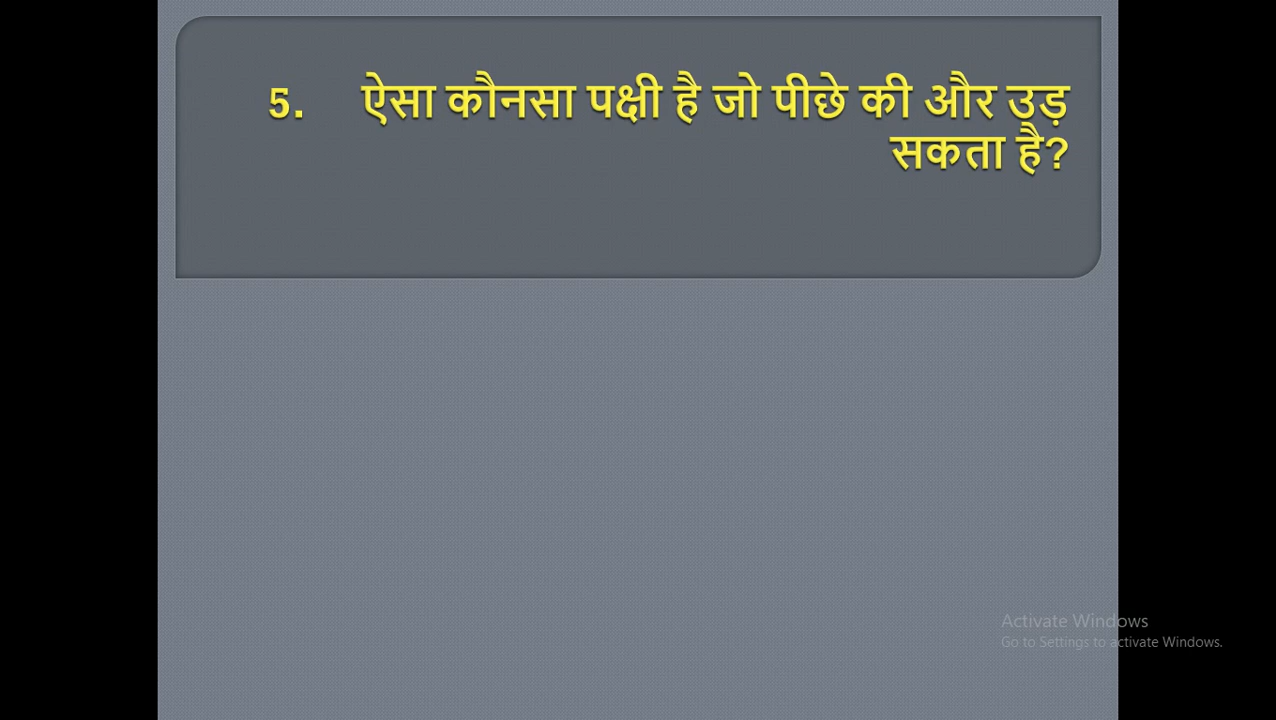 5. ऐसा कौनसा पक्षी है जो पीछे की और उड़
सकता है?
Activate Windows
Go to Settings to activate Windows.